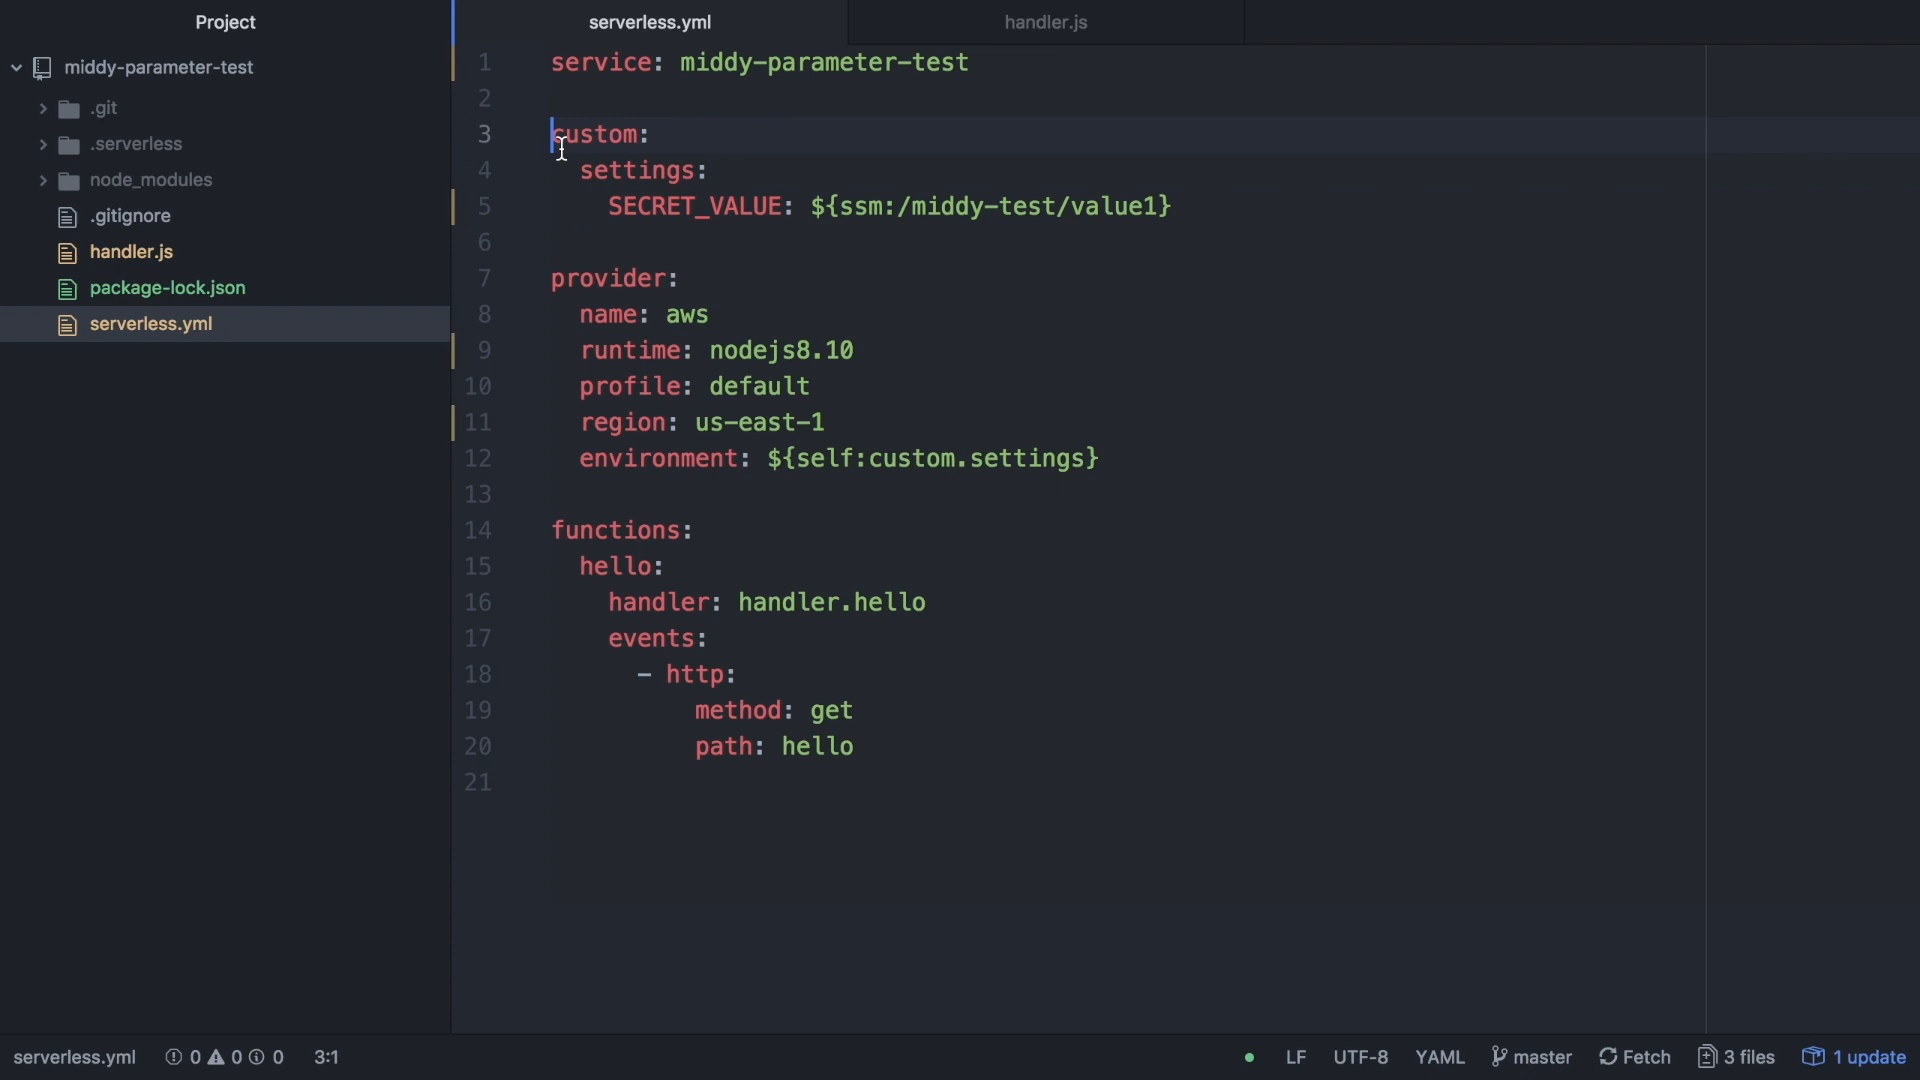 Project
middy-parameter-test
.git
.serverless
node_modules
.gitignore
handler.js
package-lock.json
serverless.yml
serverless.yml handler.js
1 service: middy-parameter-test
2
3 custom:
4   settings:
5     SECRET_VALUE: ${ssm:/middy-test/value1}
6
7 provider:
8   name: aws
9   runtime: nodejs8.10
10   profile: default
11   region: us-east-1
12   environment: ${self:custom.settings}
13
14 functions:
15   hello:
16     handler: handler.hello
17     events:
18       - http:
19           method: get
20           path: hello
21
serverless.yml 0 0 0 3:1 LF UTF-8 YAML master Fetch 3 files 1 update